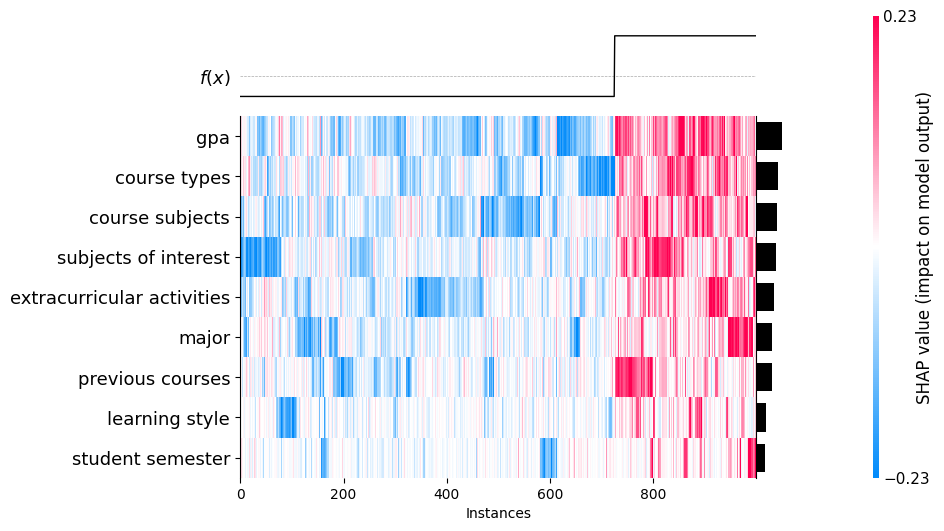 0.23
f(x)
gpa
course types
course subjects
subjects of interest
extracurricular activities
major
previous courses
learning style
student semester
SHAP value (impact on model output)
−0.23
0 200 400 600 800
Instances